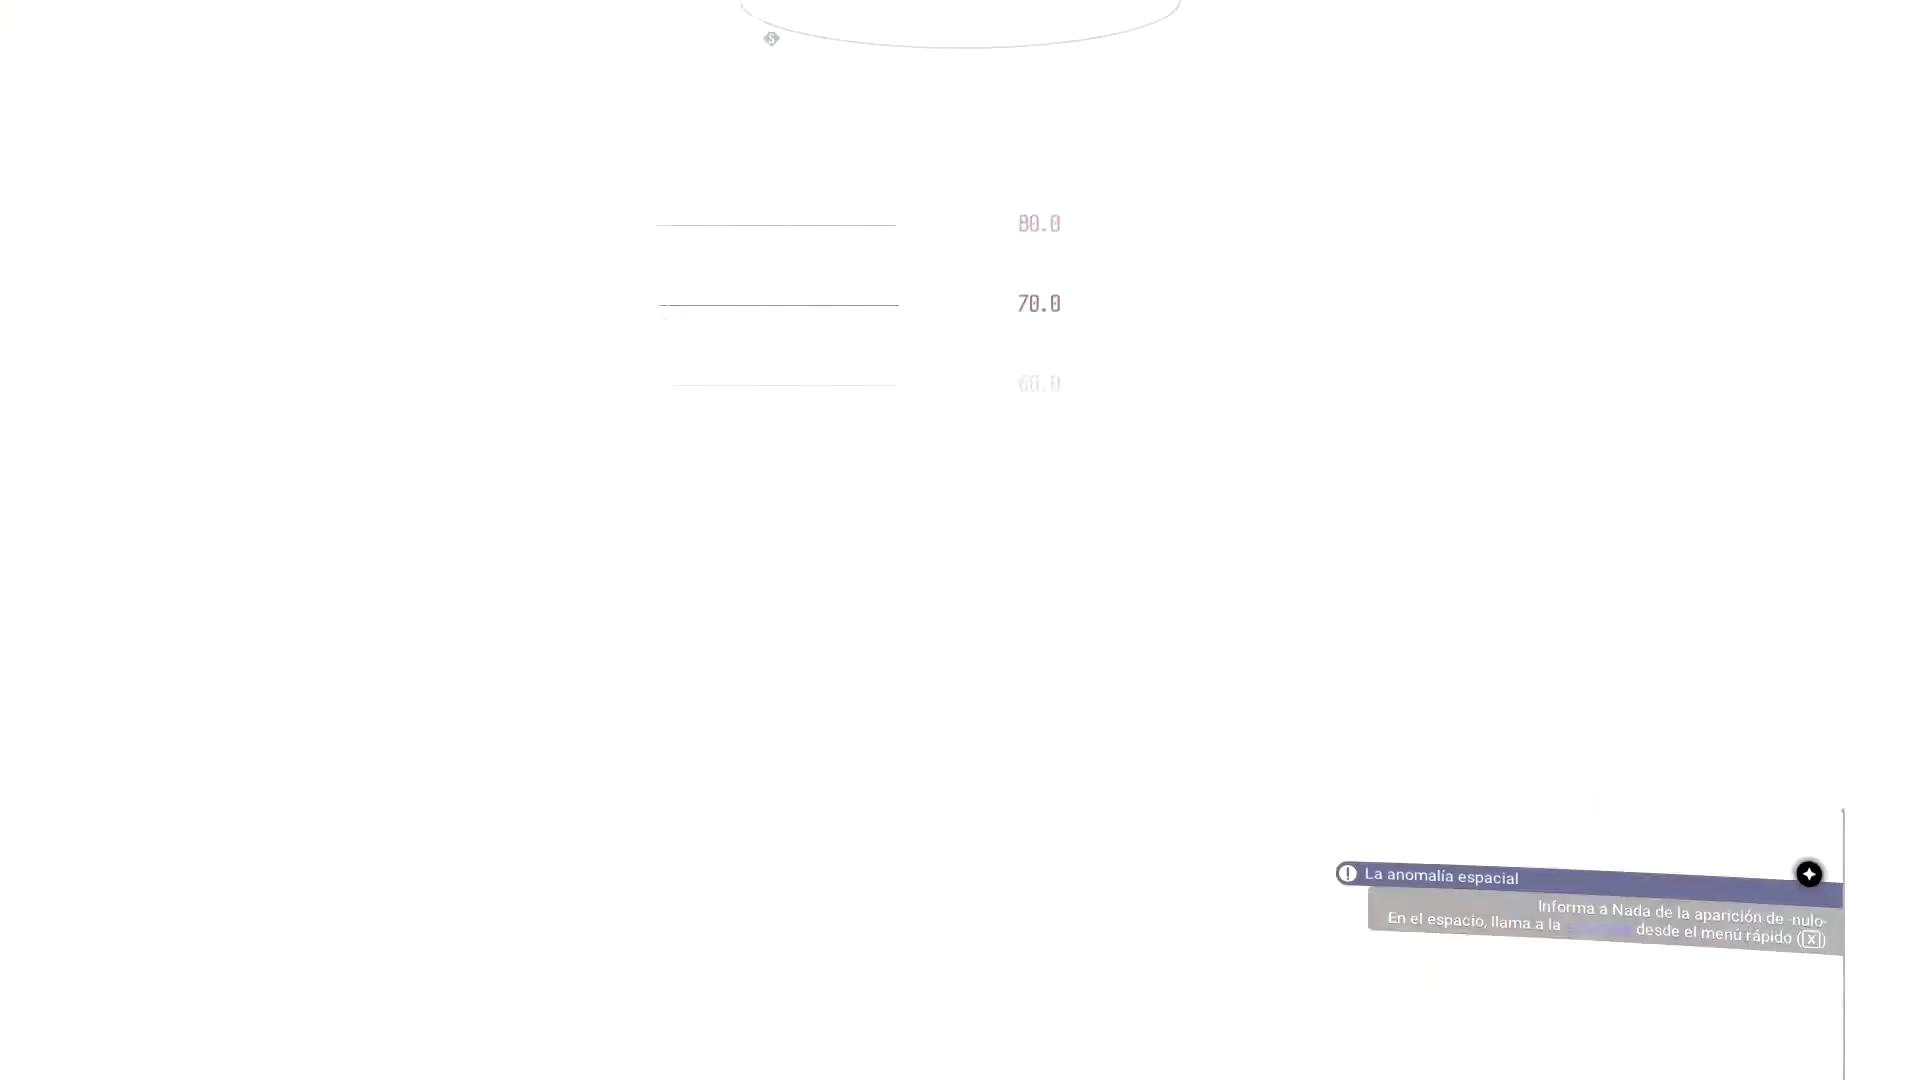 S
80.0
70.0
60.0
La anomalía espacial
Informa a Nada de la aparición de -nulo-
En el espacio, llama a la desde el menú rápido (X)